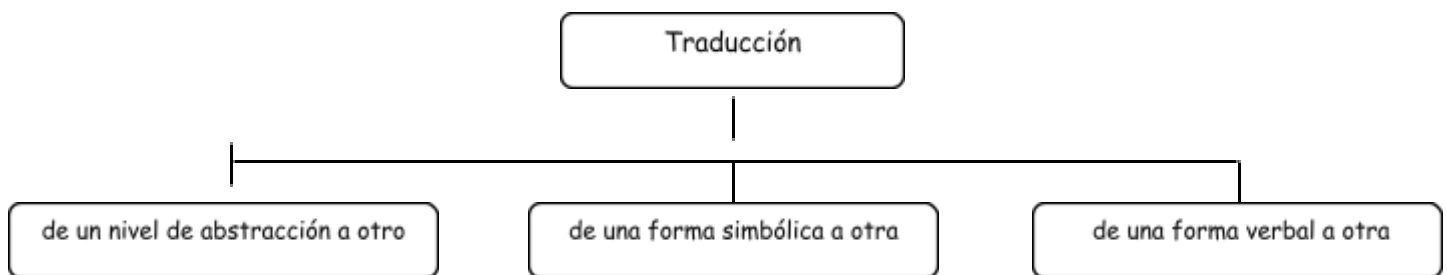 Traducción
de un nivel de abstracción a otro
de una forma simbólica a otra
de una forma verbal a otra